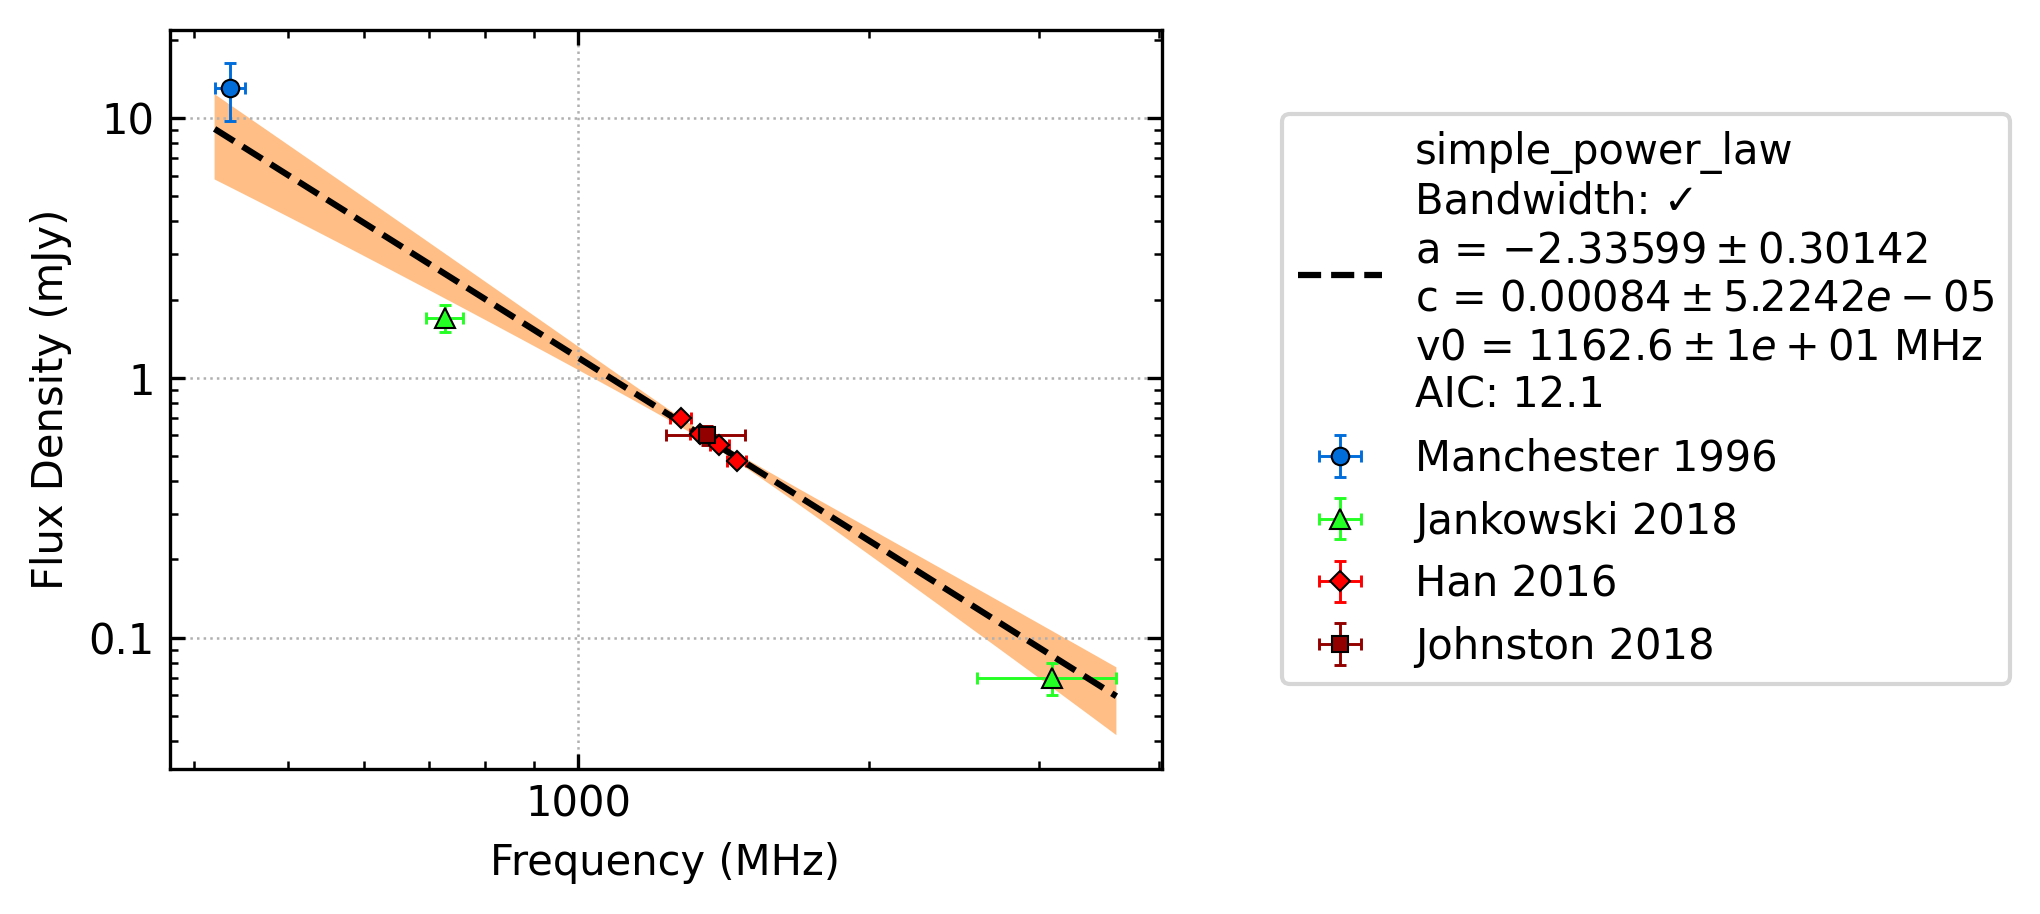 10
1
0.1
Flux Density (mJy)
1000
Frequency (MHz)
simple_power_law
Bandwidth: ✓
a = −2.33599 ± 0.30142
c = 0.00084 ± 5.2242e − 05
v0 = 1162.6 ± 1e + 01 MHz
AIC: 12.1
Manchester 1996
Jankowski 2018
Han 2016
Johnston 2018